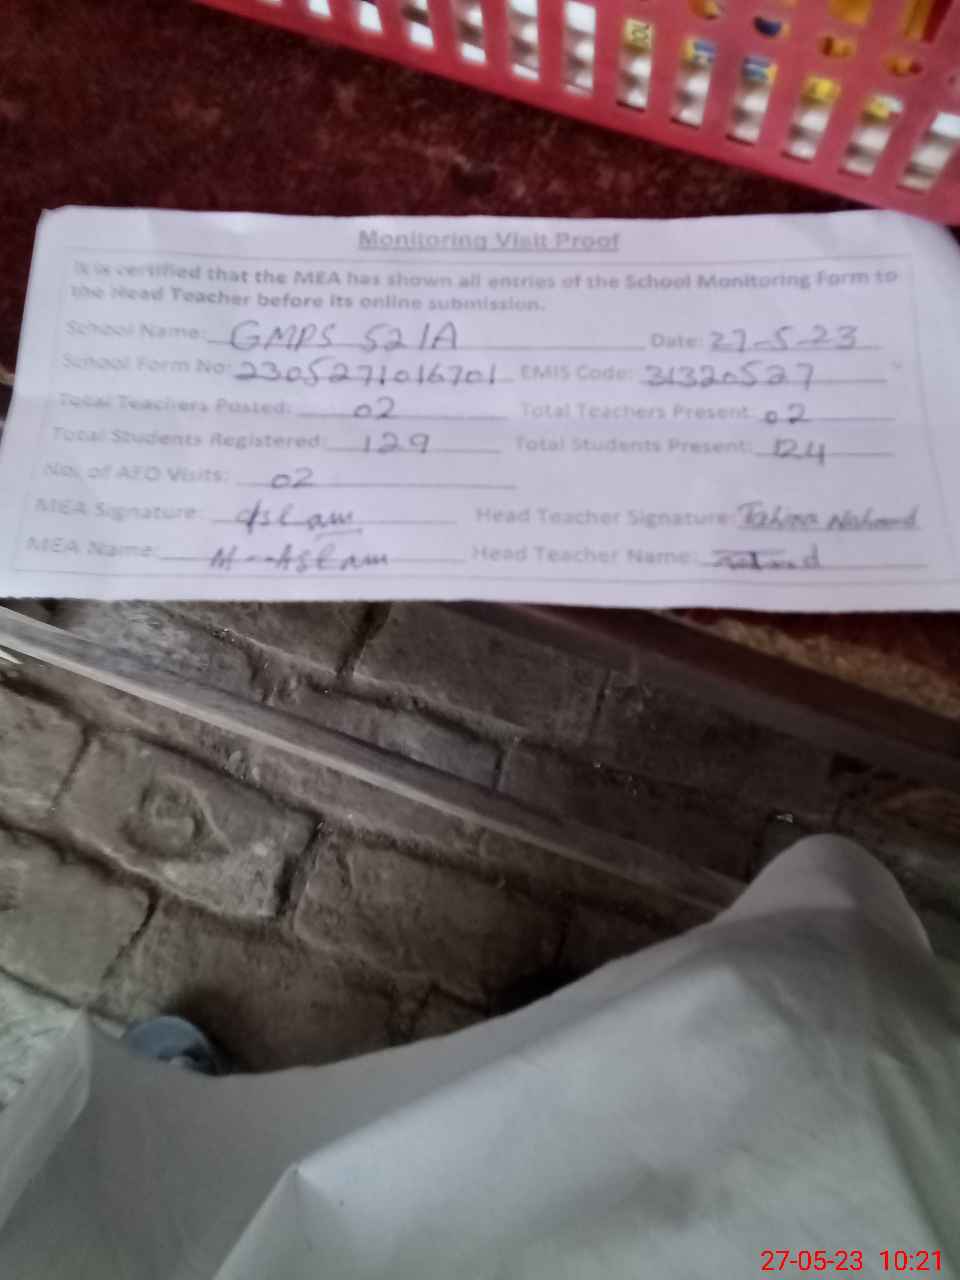 Monitoring Visit Proof
It is certified that the MEA has shown all entries of the School Monitoring Form to
the Head Teacher before its online submission.
School Name: GMPS 521A Date: 27-5-23
School Form No: 2305271016701 EMIS Code: 31320527
Total Teachers Posted: 02 Total Teachers Present: 02
Total Students Registered: 129 Total Students Present: 124
No. of AEO Visits: 02
MEA Signature: Aslam Head Teacher Signature:
MEA Name: M-Aslam Head Teacher Name:
27-05-23 10:21